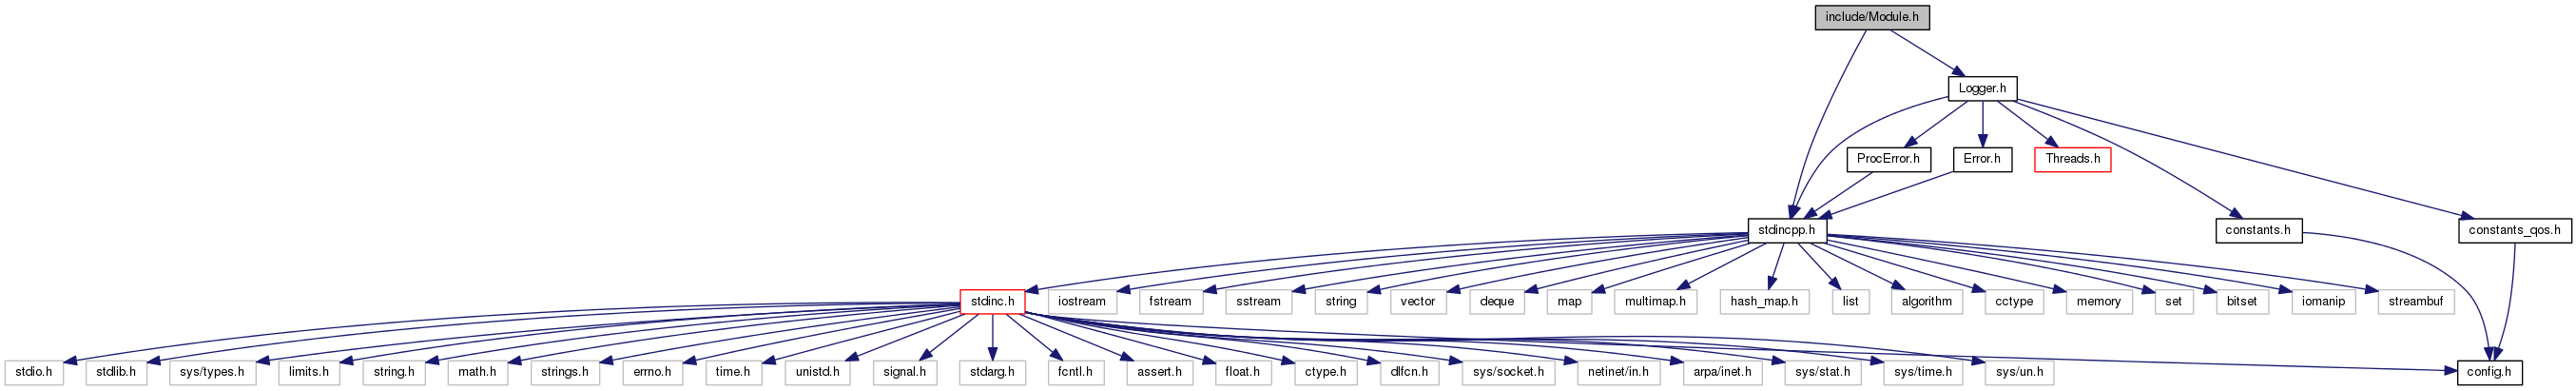 include/Module.h
Logger.h
ProcError.h
Error.h
Threads.h
stdincpp.h
constants.h
constants_qos.h
stdinc.h
iostream
fstream
sstream
string
vector
deque
map
multimap.h
hash_map.h
list
algorithm
cctype
memory
set
bitset
iomanip
streambuf
stdio.h
stdlib.h
sys/types.h
limits.h
string.h
math.h
strings.h
errno.h
time.h
unistd.h
signal.h
stdarg.h
fcntl.h
assert.h
float.h
ctype.h
dlfcn.h
sys/socket.h
netinet/in.h
arpa/inet.h
sys/stat.h
sys/time.h
sys/un.h
config.h